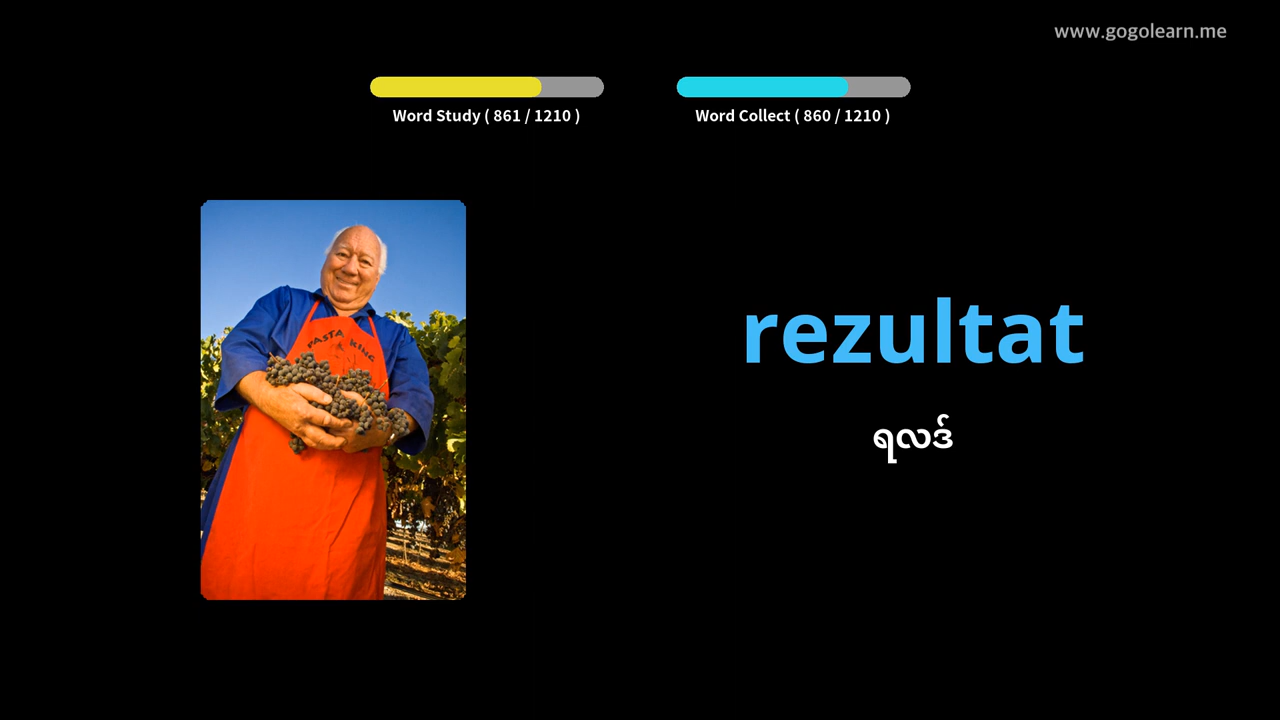 www.gogolearn.me
Word Study ( 861 / 1210 )
Word Collect ( 860 / 1210 )
PASTA KING
rezultat
ရလဒ်